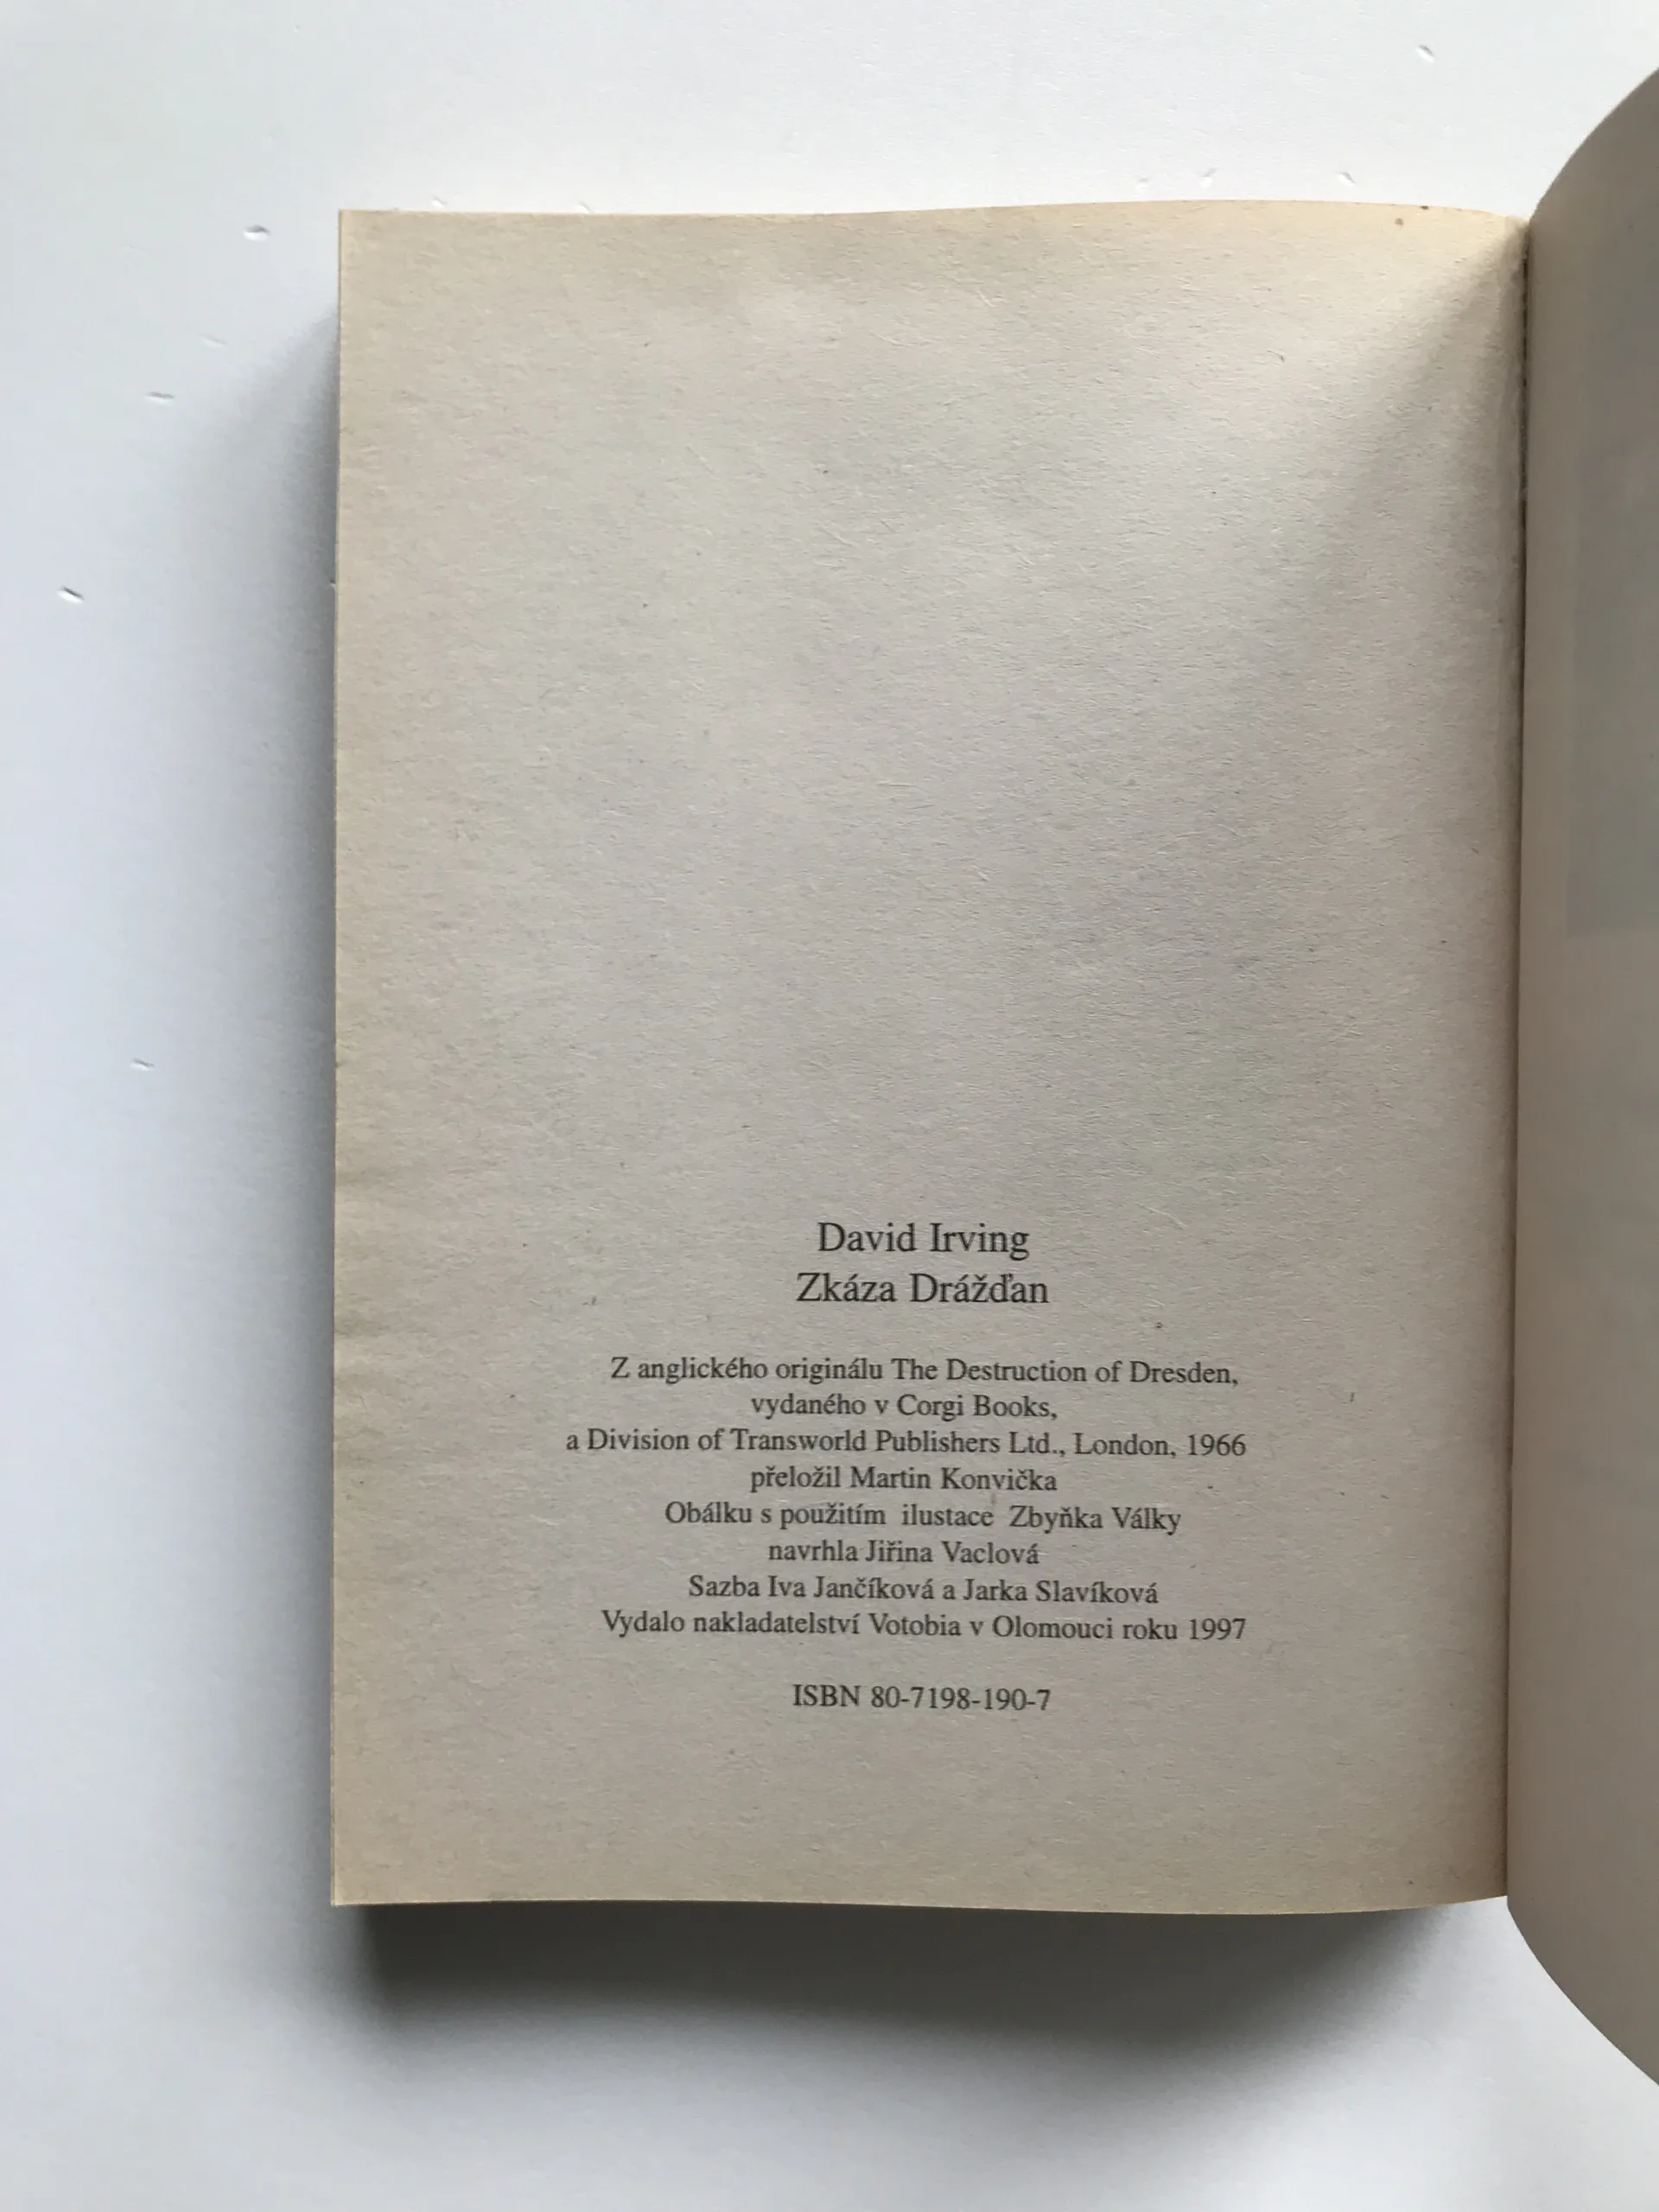 David Irving
Zkáza Drážďan
Z anglického originálu The Destruction of Dresden,
vydaného v Corgi Books,
a Division of Transworld Publishers Ltd., London, 1966
přeložil Martin Konvička
Obálku s použitím ilustace Zbyňka Války
navrhla Jiřina Vaclová
Sazba Iva Jančíková a Jarka Slavíková
Vydalo nakladatelství Votobia v Olomouci roku 1997
ISBN 80-7198-190-7